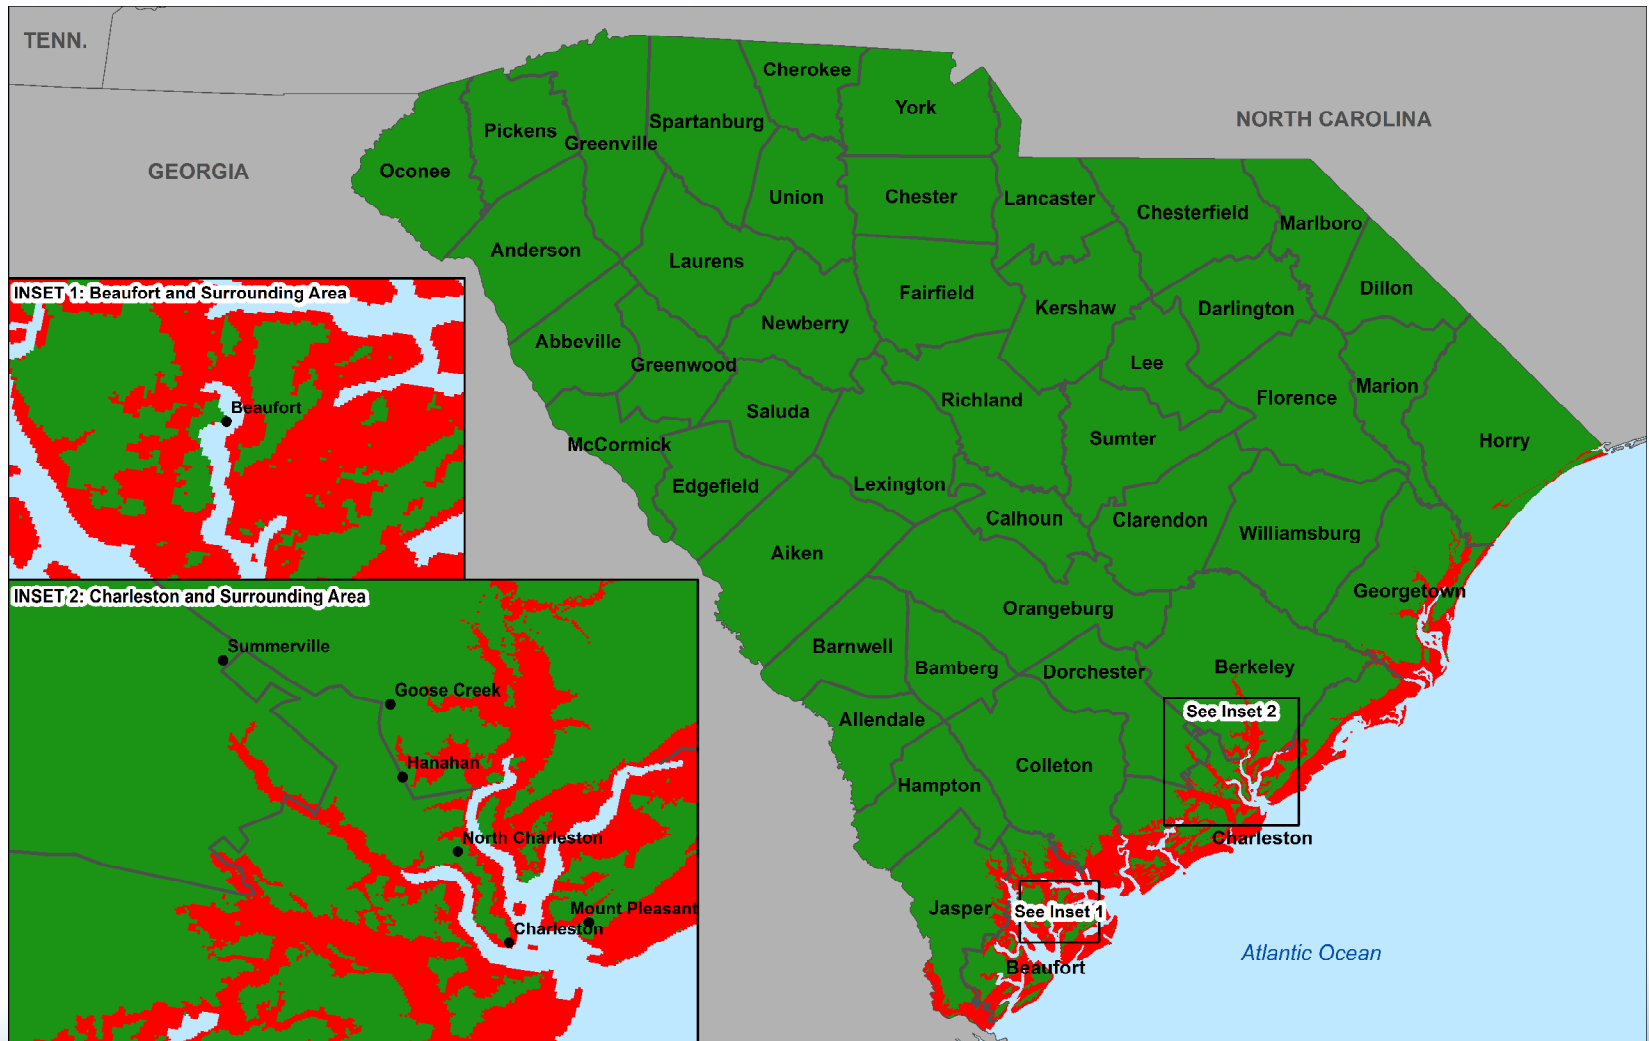 TENN.
NORTH CAROLINA
GEORGIA
Cherokee
York
Spartanburg
Pickens
Greenville
Oconee
Union
Chester
Lancaster
Chesterfield
Marlboro
Anderson
Laurens
Dillon
Fairfield
Kershaw
Darlington
Newberry
Abbeville
Greenwood
Lee
Marion
Richland
Florence
Saluda
Sumter
Horry
McCormick
Edgefield
Lexington
Calhoun
Clarendon
Williamsburg
Aiken
Georgetown
Orangeburg
Barnwell
Bamberg
Dorchester
Berkeley
Allendale
See Inset 2
Colleton
Hampton
Charleston
Jasper
See Inset 1
Beaufort
Atlantic Ocean
INSET 1: Beaufort and Surrounding Area
Beaufort
INSET 2: Charleston and Surrounding Area
Summerville
Goose Creek
Hanahan
North Charleston
Mount Pleasant
Charleston